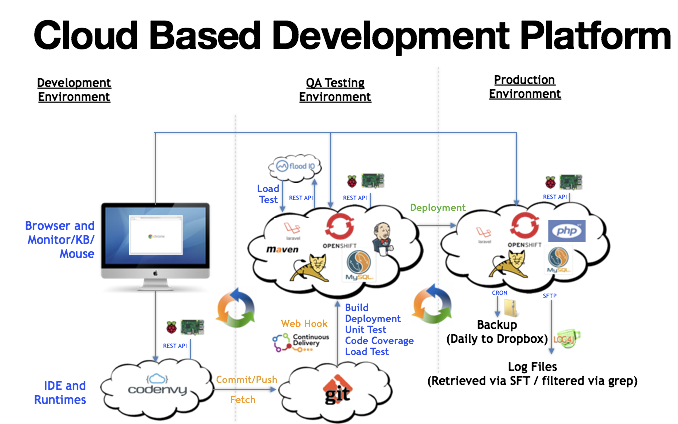 Cloud Based Development Platform
Development
Environment
QA Testing
Environment
Production
Environment
flood IO
Load
Test
REST API
REST API
REST API
Deployment
Browser and
Monitor/KB/
Mouse
laravel
OPENSHIFT
maven
MySQL
laravel
OPENSHIFT
php
MySQL
CRON
SFTP
Build
Deployment
Unit Test
Code Coverage
Load Test
Web Hook
Continuous
Delivery
Backup
(Daily to Dropbox)
LOG4J
Log Files
(Retrieved via SFT / filtered via grep)
REST API
IDE and
Runtimes
codenvy
Commit/Push
Fetch
git